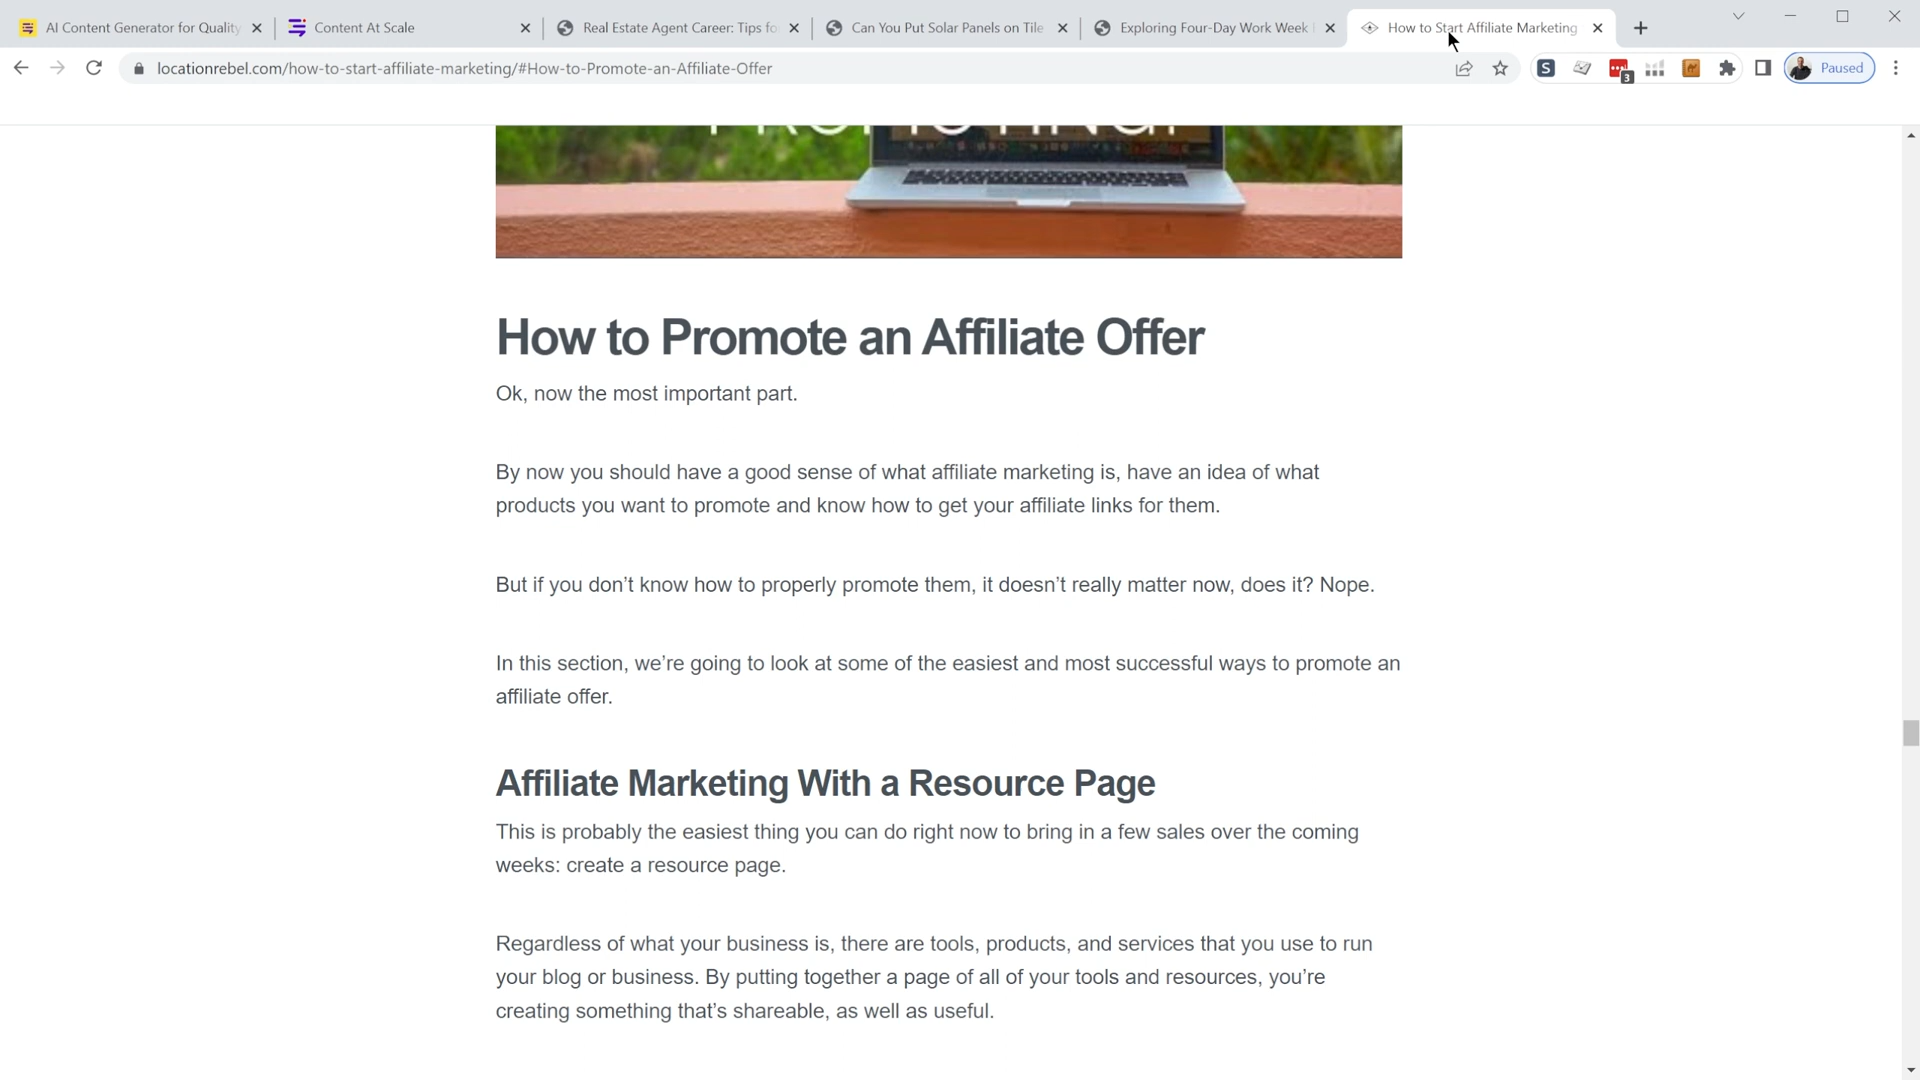 AI Content Generator for Quality
Content At Scale
Real Estate Agent Career: Tips fo
Can You Put Solar Panels on Tile
Exploring Four-Day Work Week
How to Start Affiliate Marketing
locationrebel.com/how-to-start-affiliate-marketing/#How-to-Promote-an-Affiliate-Offer
S
3
Paused
How to Promote an Affiliate Offer
Ok, now the most important part.
By now you should have a good sense of what affiliate marketing is, have an idea of what
products you want to promote and know how to get your affiliate links for them.
But if you don’t know how to properly promote them, it doesn’t really matter now, does it? Nope.
In this section, we’re going to look at some of the easiest and most successful ways to promote an
affiliate offer.
Affiliate Marketing With a Resource Page
This is probably the easiest thing you can do right now to bring in a few sales over the coming
weeks: create a resource page.
Regardless of what your business is, there are tools, products, and services that you use to run
your blog or business. By putting together a page of all of your tools and resources, you’re
creating something that’s shareable, as well as useful.